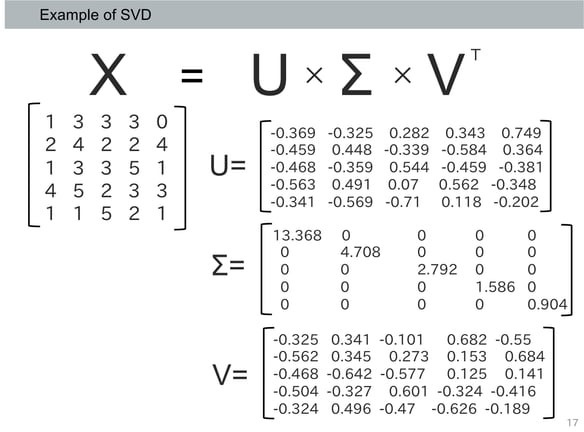 Example of SVD
X = U × Σ × V T
1 3 3 3 0
2 4 2 2 4
1 3 3 5 1
4 5 2 3 3
1 1 5 2 1
U=
-0.369 -0.325 0.282 0.343 0.749
-0.459 0.448 -0.339 -0.584 0.364
-0.468 -0.359 0.544 -0.459 -0.381
-0.563 0.491 0.07 0.562 -0.348
-0.341 -0.569 -0.71 0.118 -0.202
Σ=
13.368 0 0 0 0
0 4.708 0 0 0
0 0 2.792 0 0
0 0 0 1.586 0
0 0 0 0 0.904
V=
-0.325 0.341 -0.101 0.682 -0.55
-0.562 0.345 0.273 0.153 0.684
-0.468 -0.642 -0.577 0.125 0.141
-0.504 -0.327 0.601 -0.324 -0.416
-0.324 0.496 -0.47 -0.626 -0.189
17